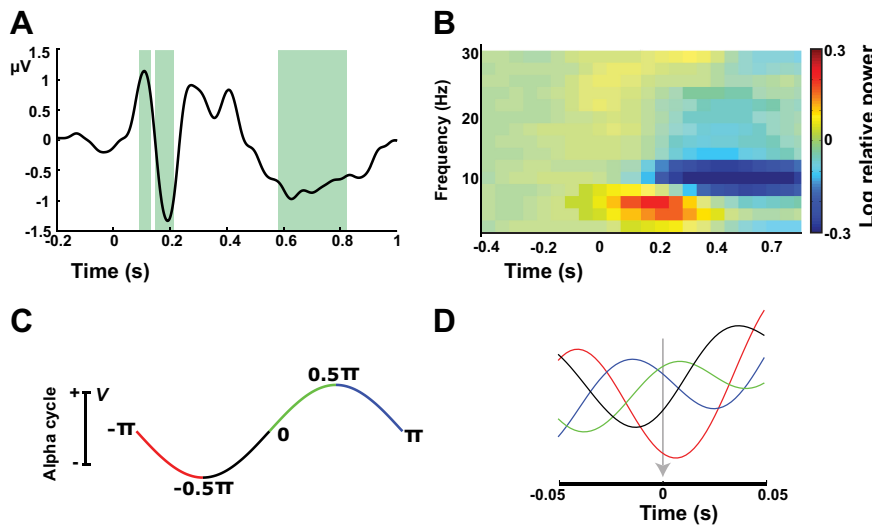 A
1.5
µV
1
0.5
0
-0.5
-1
-1.5
-0.2 0 0.2 0.4 0.6 0.8 1
Time (s)
B
Frequency (Hz)
30
20
10
-0.4 -0.2 0 0.2 0.4 0.7
Time (s)
0.3
0
-0.3
Log relative power
C
Alpha cycle
+ V
-
-π
-0.5π
0
0.5π
π
D
-0.05 0 0.05
Time (s)